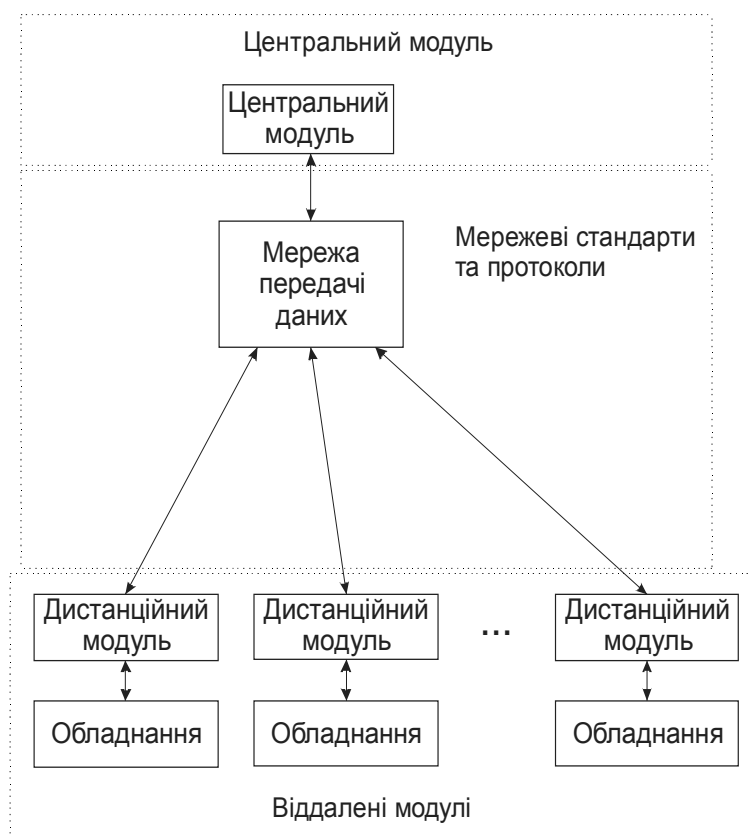 Центральний модуль
Центральний
модуль
Мережа
передачі
даних
Мережеві стандарти
та протоколи
Дистанційний
модуль
Дистанційний
модуль
...
Дистанційний
модуль
Обладнання
Обладнання
Обладнання
Віддалені модулі